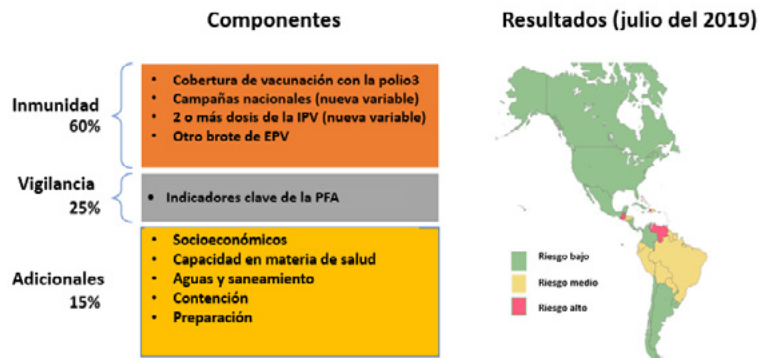 Componentes
Resultados (julio del 2019)
Inmunidad
60%
• Cobertura de vacunación con la polio3
• Campañas nacionales (nueva variable)
• 2 o más dosis de la IPV (nueva variable)
• Otro brote de EPV
Vigilancia
25%
• Indicadores clave de la PFA
Adicionales
15%
• Socioeconómicos
• Capacidad en materia de salud
• Aguas y saneamiento
• Contención
• Preparación
Riesgo bajo
Riesgo medio
Riesgo alto